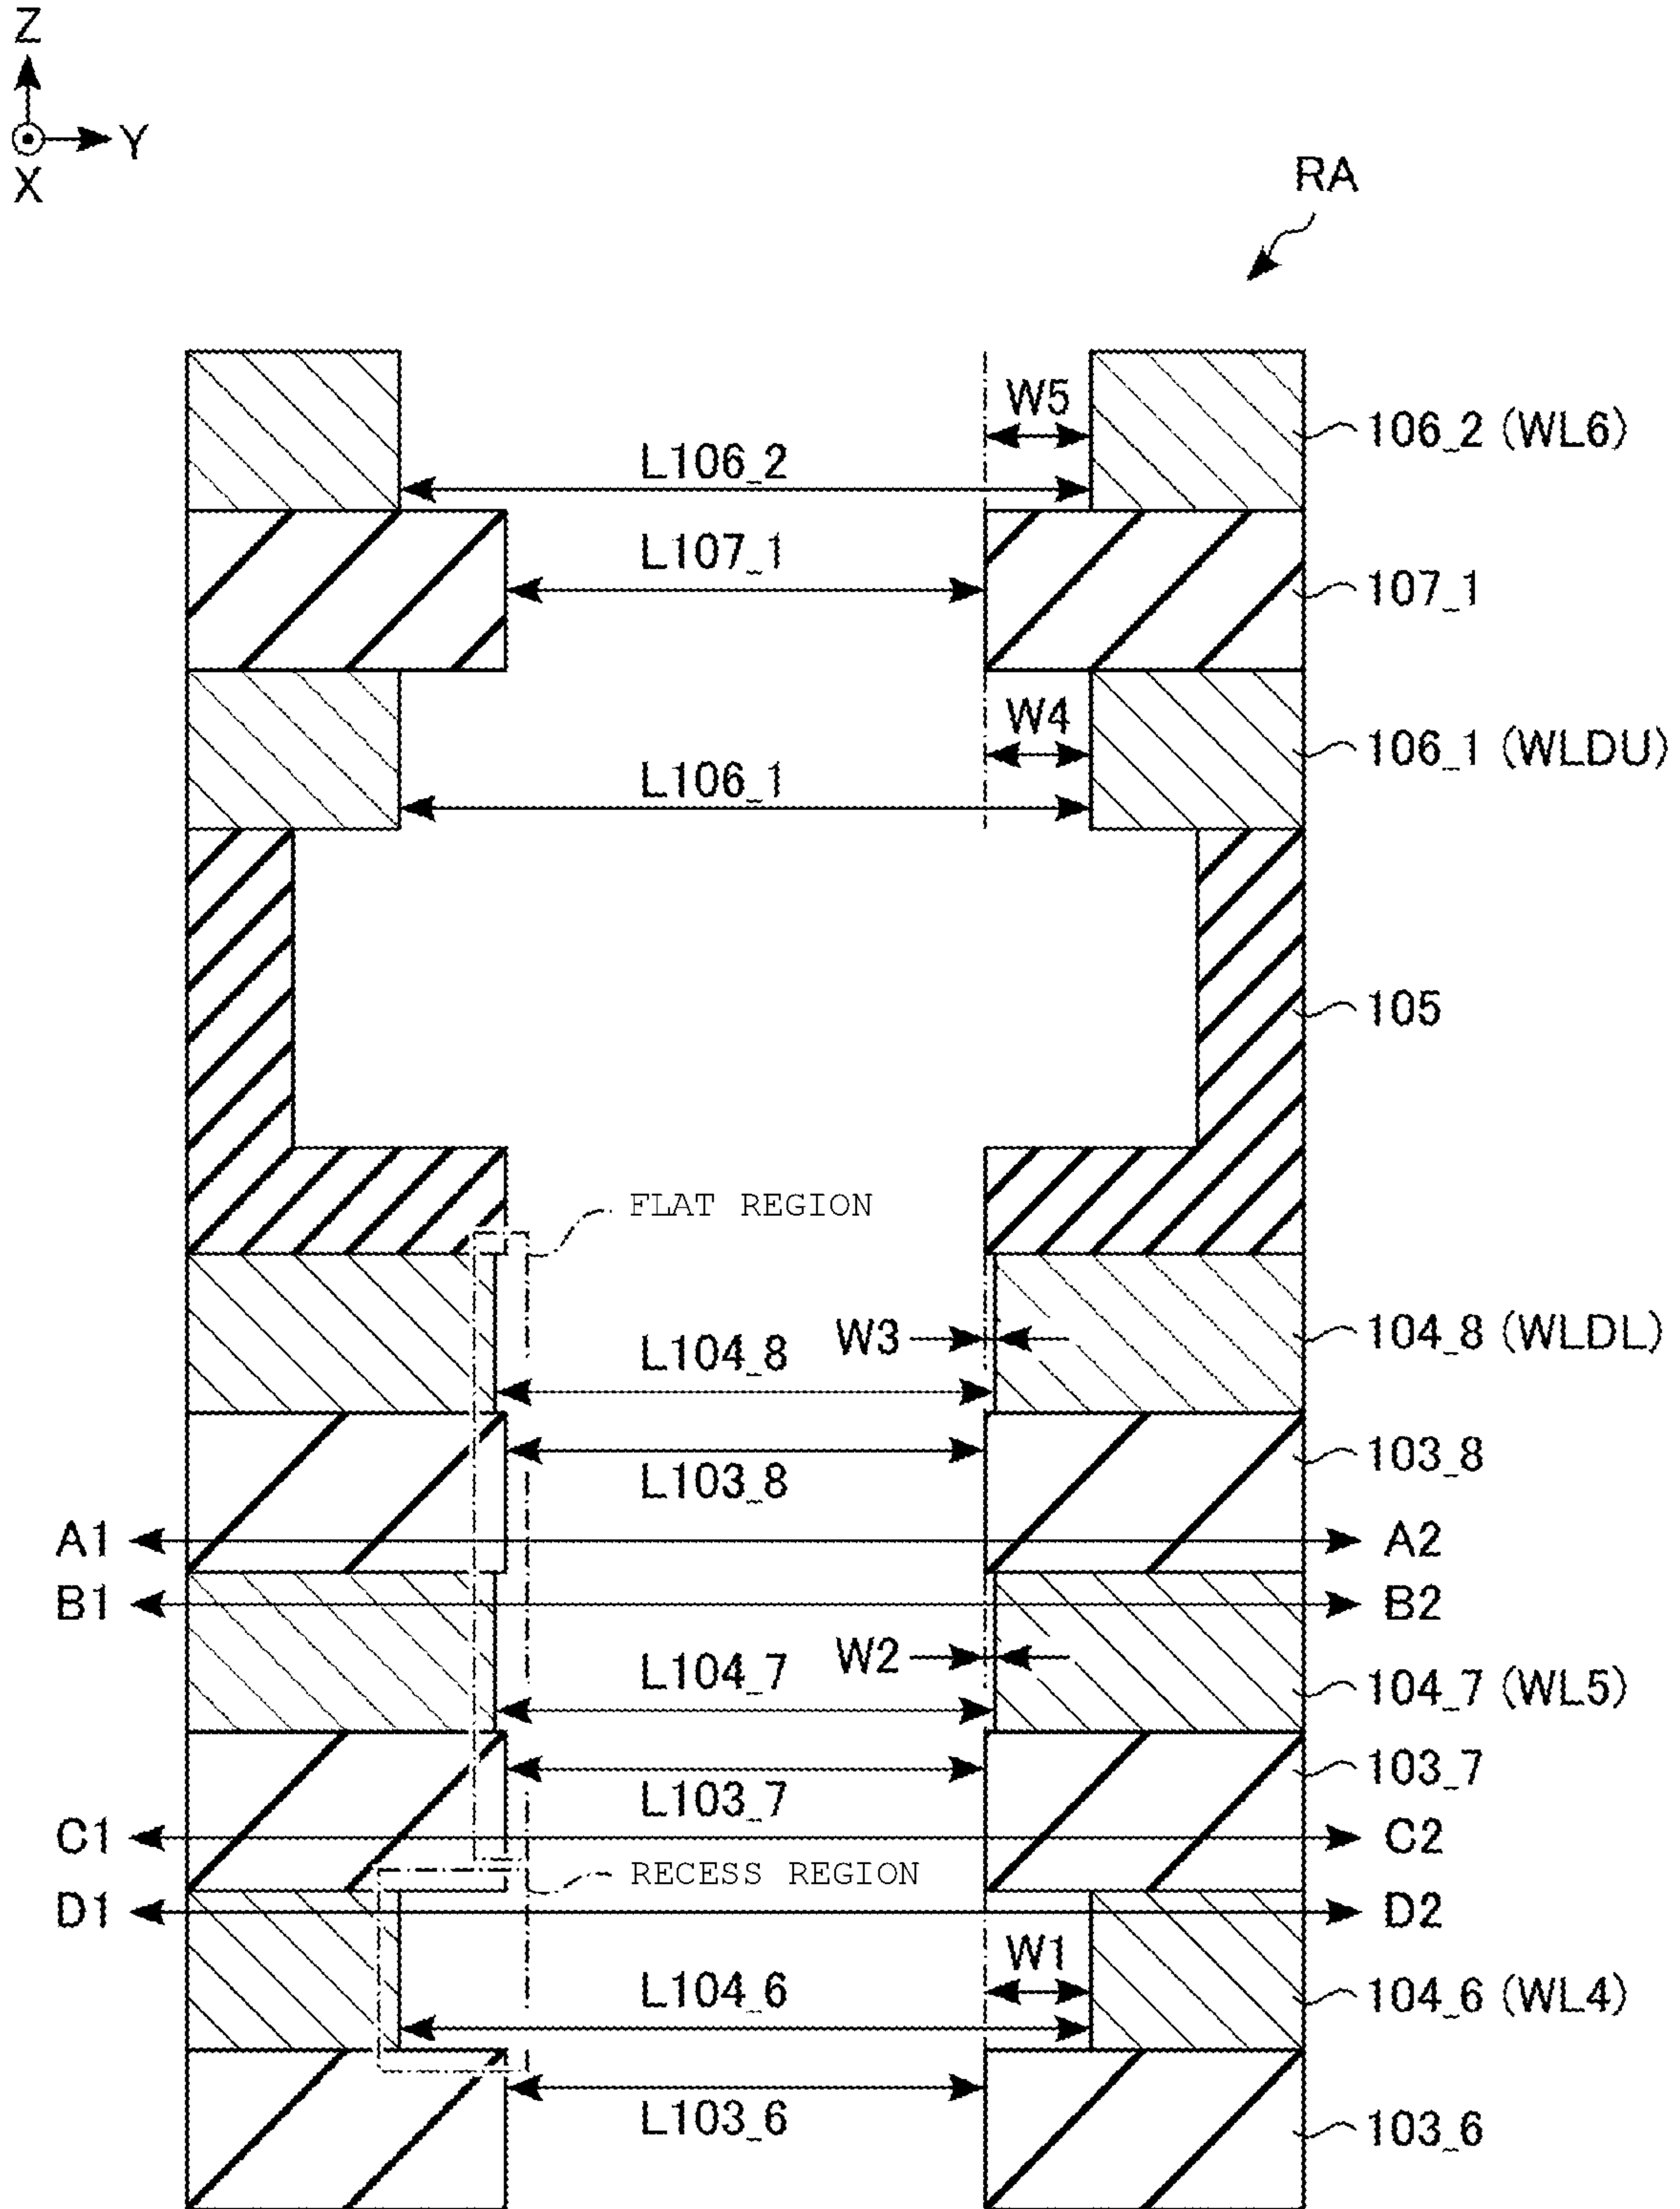 Z
Y
X
RA
W5
106_2 (WL6)
L106_2
L107_1
107_1
W4
106_1 (WLDU)
L106_1
105
FLAT REGION
W3
104_8 (WLDL)
L104_8
103_8
L103_8
A1
A2
B1
B2
W2
L104_7
104_7 (WL5)
103_7
L103_7
C1
C2
RECESS REGION
D1
D2
W1
L104_6
104_6 (WL4)
L103_6
103_6